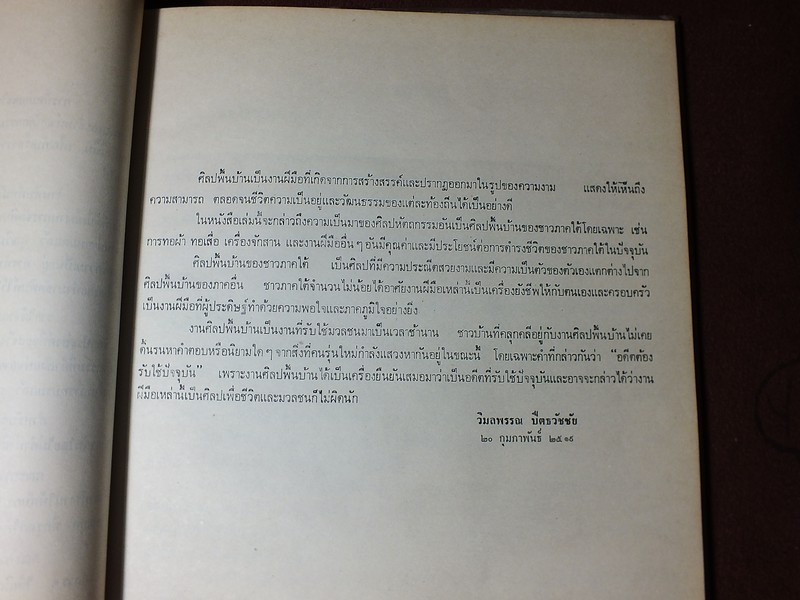 ศิลปพื้นบ้านเป็นงานฝีมือที่เกิดจากการสร้างสรรค์และปรากฏออกมาในรูปของความงาม แสดงให้เห็นถึง
ความสามารถ ตลอดจนชีวิตความเป็นอยู่และวัฒนธรรมของแต่ละท้องถิ่นได้เป็นอย่างดี
ในหนังสือเล่มนี้จะกล่าวถึงความเป็นมาของศิลปหัตถกรรมอันเป็นศิลปพื้นบ้านของชาวภาคใต้โดยเฉพาะ เช่น
การทอผ้า ทอเสื่อ เครื่องจักสาน และงานฝีมืออื่นๆ อันมีคุณค่าและมีประโยชน์ต่อการดำรงชีวิตของชาวภาคใต้ในปัจจุบัน
ศิลปพื้นบ้านของชาวภาคใต้ เป็นศิลปที่มีความประณีตสวยงามและมีความเป็นตัวของตัวเองแตกต่างไปจาก
ศิลปพื้นบ้านของภาคอื่น ชาวภาคใต้จำนวนไม่น้อยได้อาศัยงานฝีมือเหล่านี้เป็นเครื่องยังชีพให้กับตนเองและครอบครัว
เป็นงานฝีมือที่ผู้ประดิษฐ์ทำด้วยความพอใจและภาคภูมิใจอย่างยิ่ง
งานศิลปพื้นบ้านเป็นงานที่รับใช้มวลชนมาเป็นเวลาช้านาน ชาวบ้านที่คลุกคลีอยู่กับงานศิลปพื้นบ้านไม่เคย
ดั้นรนหาคำตอบหรือนิยามใดๆ จากสิ่งที่คนรุ่นใหม่กำลังแสวงหากันอยู่ในขณะนี้ โดยเฉพาะคำที่กล่าวกันว่า "อดีตต้อง
รับใช้ปัจจุบัน" เพราะงานศิลปพื้นบ้านได้เป็นเครื่องยืนยันเสมอมาว่าเป็นอดีตที่รับใช้ปัจจุบันและอาจจะกล่าวได้ว่างาน
ฝีมือเหล่านี้เป็นศิลปเพื่อชีวิตและมวลชนก็ไม่ผิดนัก
วิมลพรรณ ปีตธวัชชัย
๒๐ กุมภาพันธ์ ๒๕๑๙